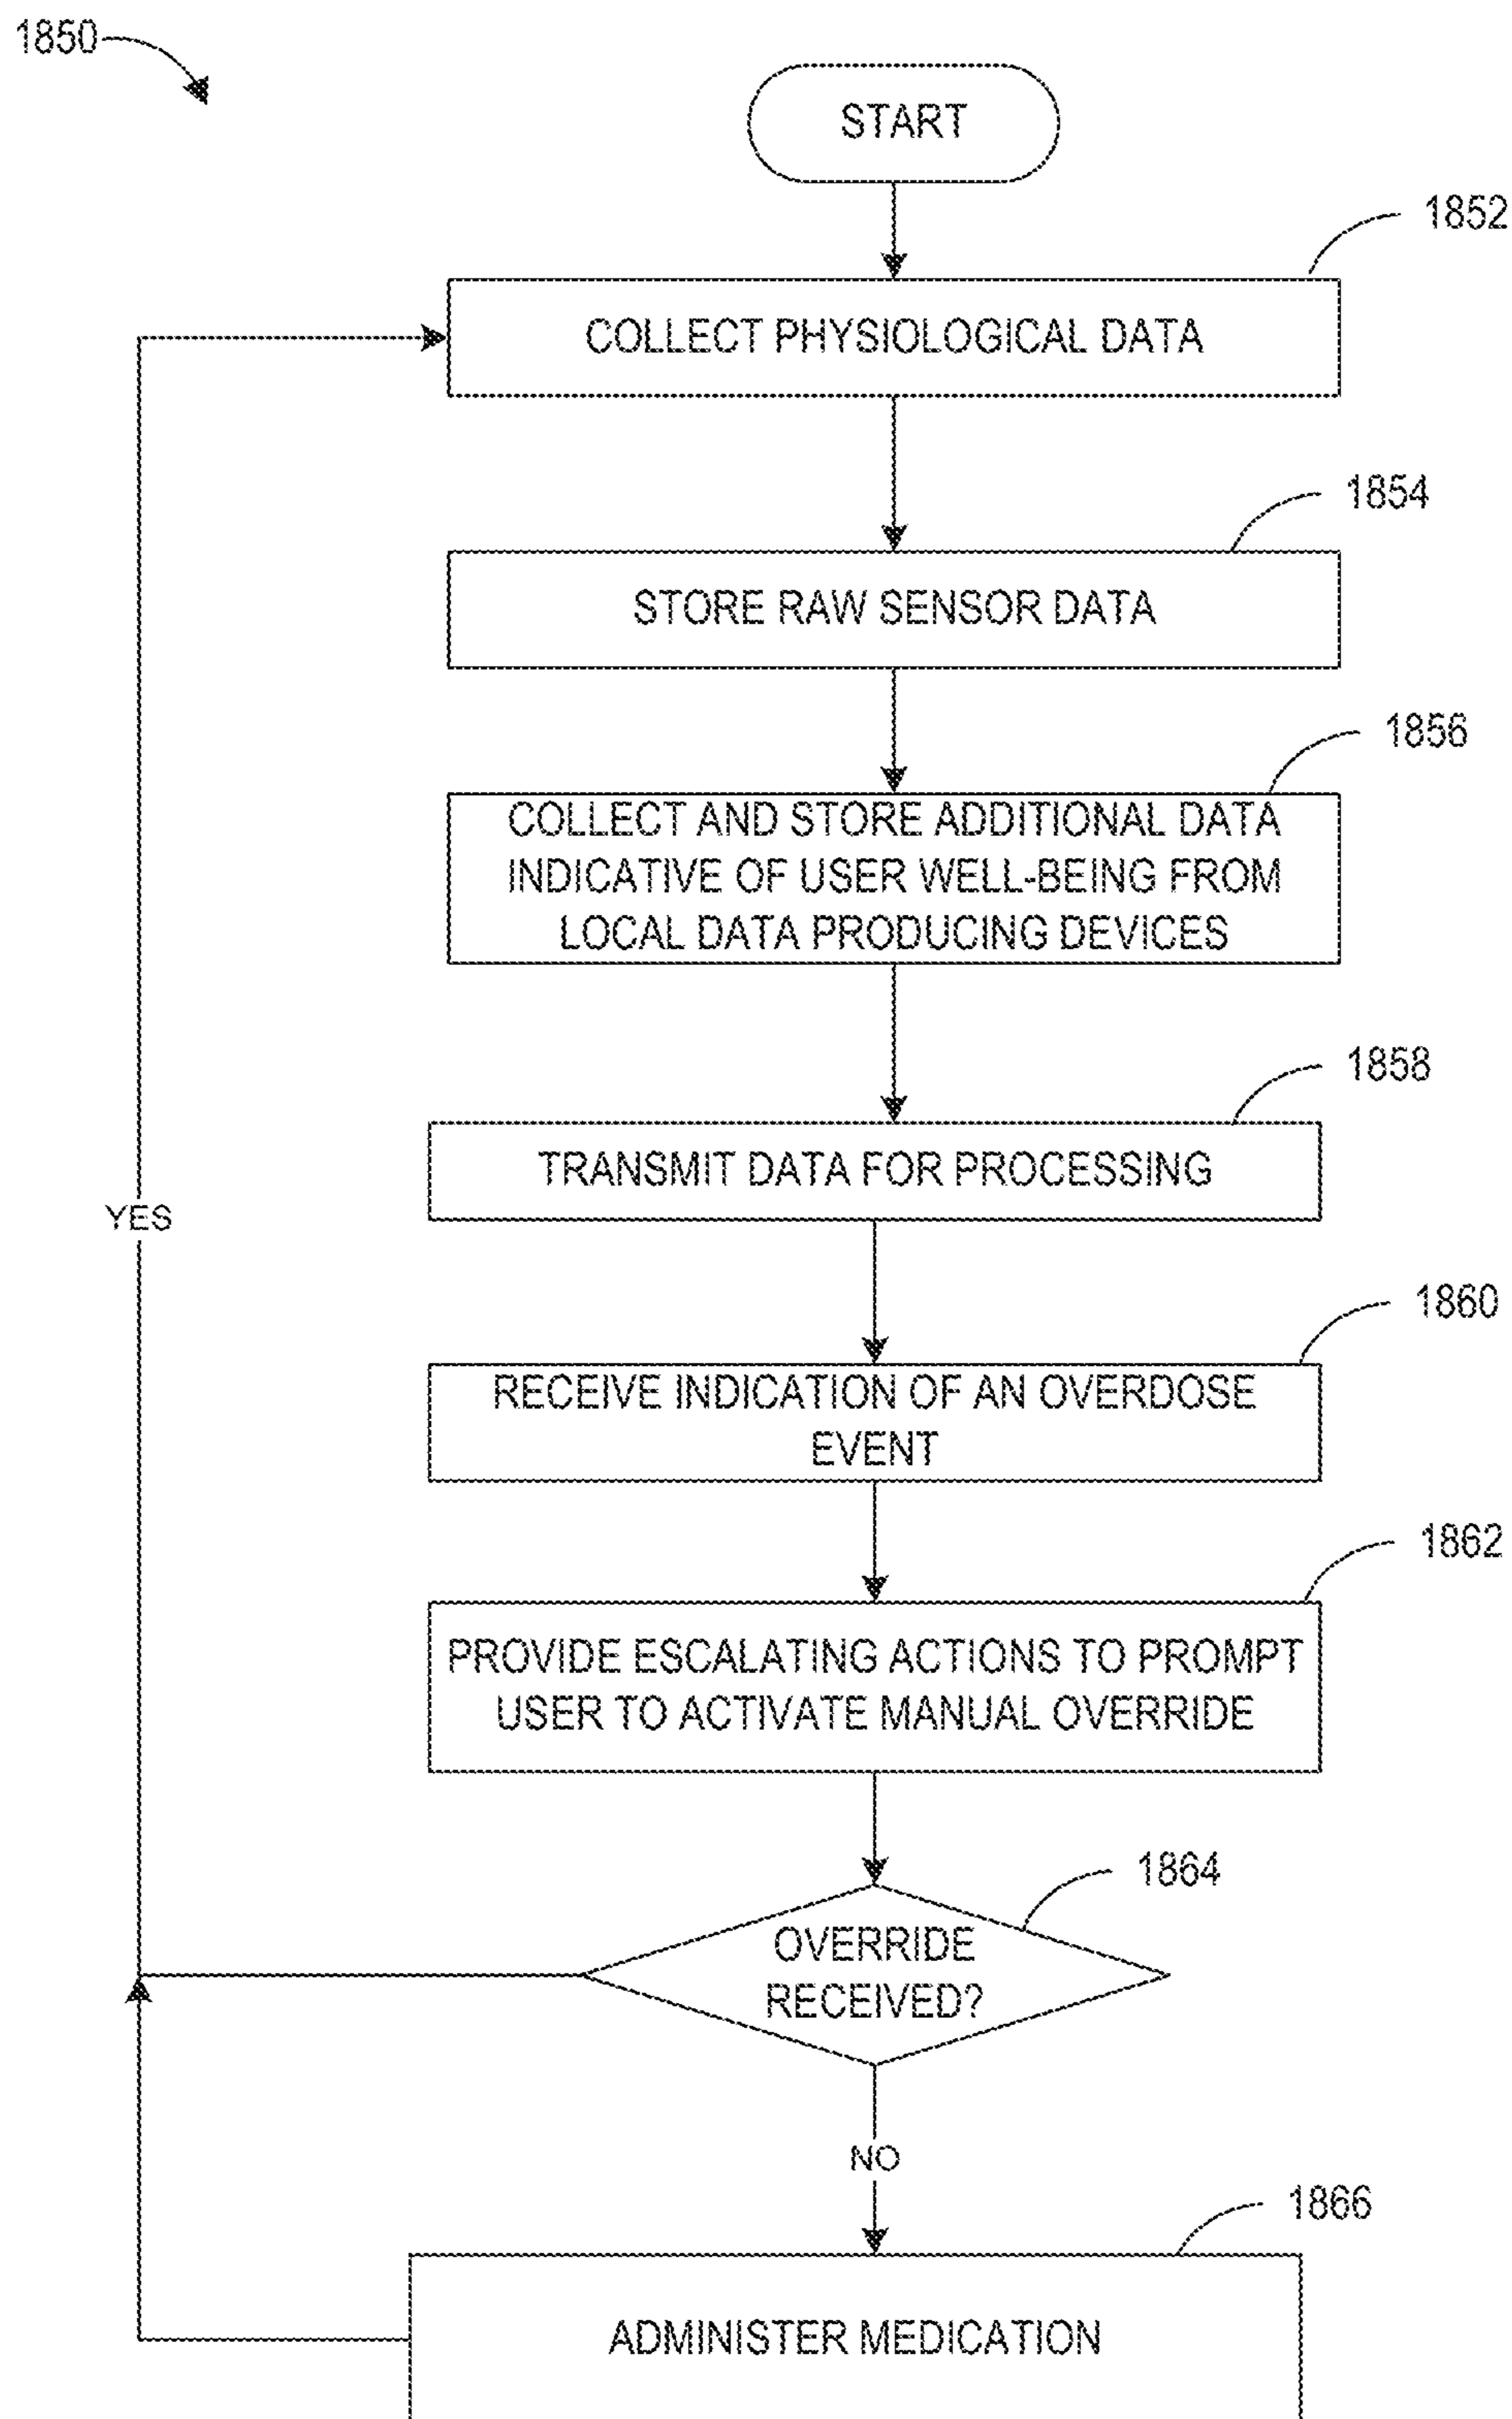 1850
START
1852
COLLECT PHYSIOLOGICAL DATA
1854
STORE RAW SENSOR DATA
1856
COLLECT AND STORE ADDITIONAL DATA
INDICATIVE OF USER WELL-BEING FROM
LOCAL DATA PRODUCING DEVICES
1858
TRANSMIT DATA FOR PROCESSING
YES
1860
RECEIVE INDICATION OF AN OVERDOSE
EVENT
1862
PROVIDE ESCALATING ACTIONS TO PROMPT
USER TO ACTIVATE MANUAL OVERRIDE
1864
OVERRIDE
RECEIVED?
NO
1866
ADMINISTER MEDICATION